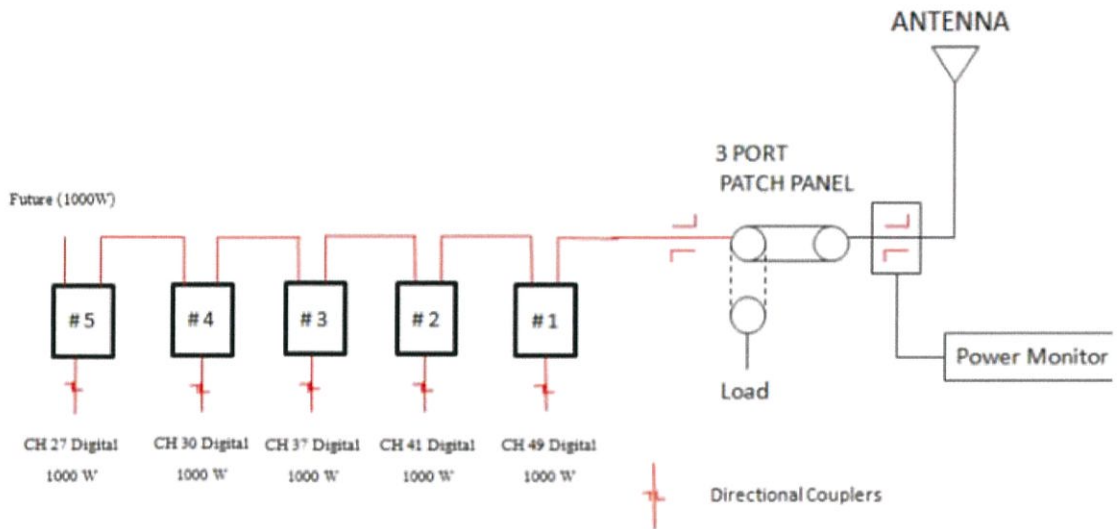 ANTENNA
3 PORT
PATCH PANEL
Future (1000W)
#5
#4
#3
#2
#1
Power Monitor
Load
CH 27 Digital
1000 W
CH 30 Digital
1000 W
CH 37 Digital
1000 W
CH 41 Digital
1000 W
CH 49 Digital
1000 W
Directional Couplers